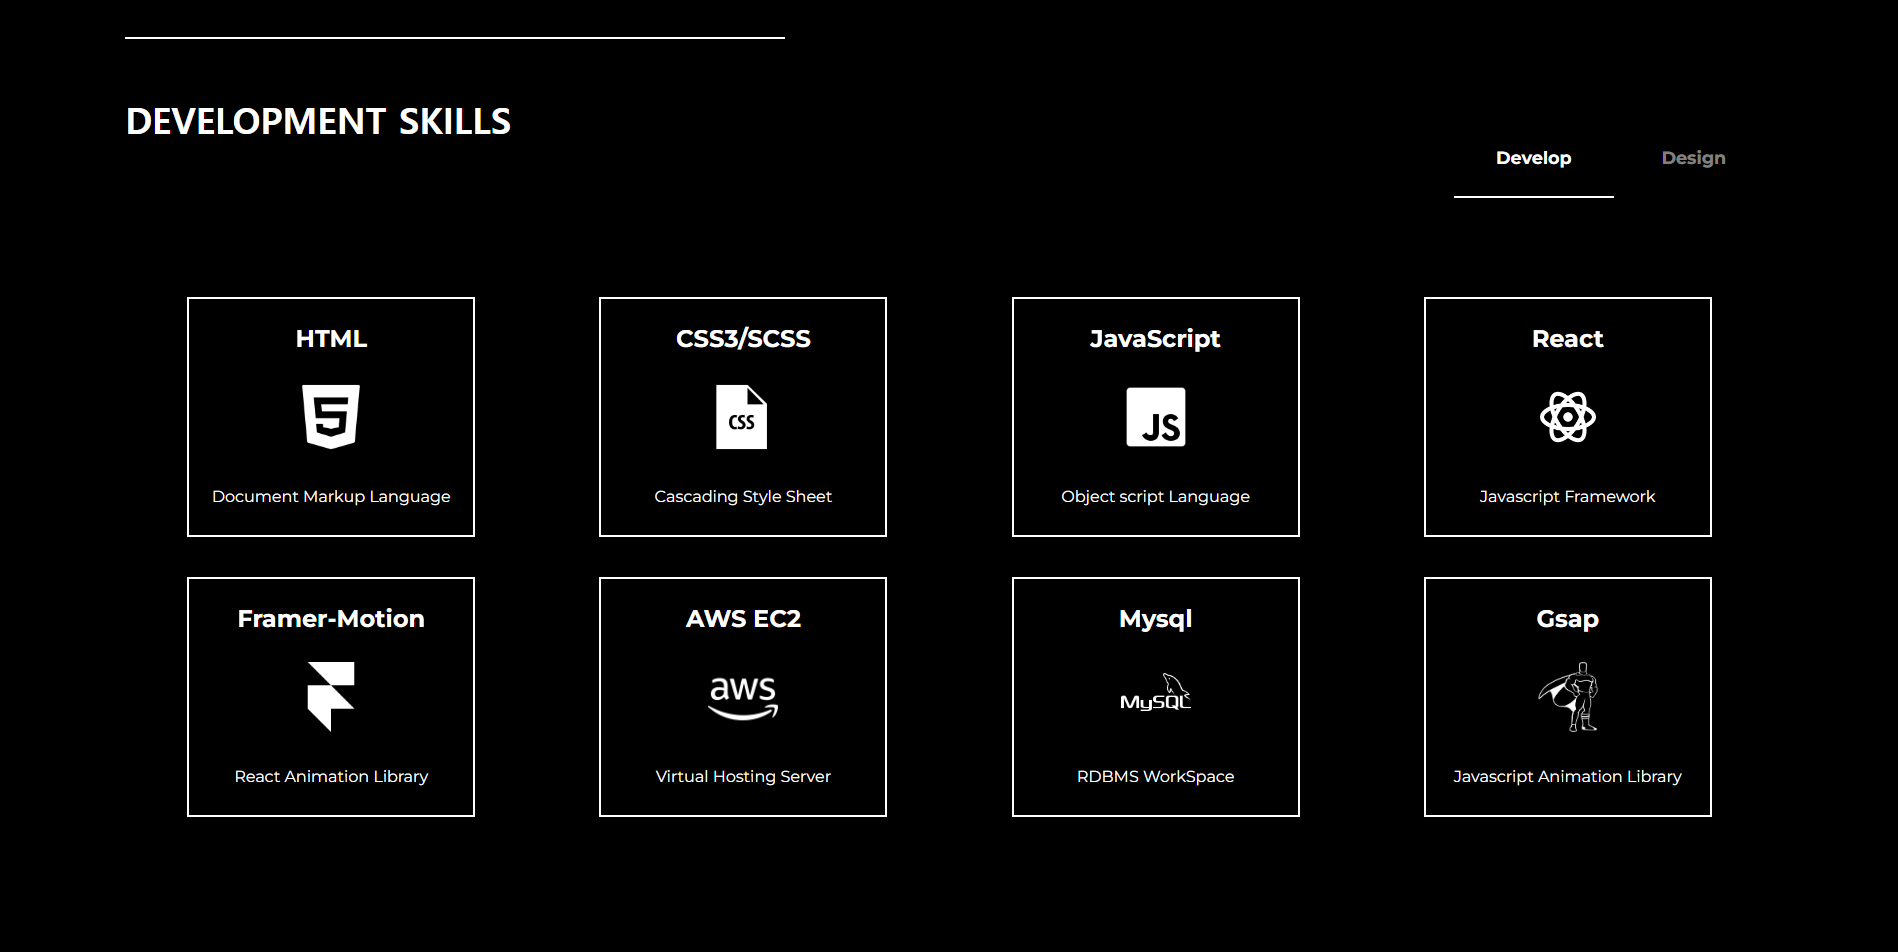 DEVELOPMENT SKILLS
Develop
Design
HTML
5
Document Markup Language
CSS3/SCSS
CSS
Cascading Style Sheet
JavaScript
JS
Object script Language
React
Javascript Framework
Framer-Motion
React Animation Library
AWS EC2
aws
Virtual Hosting Server
Mysql
MySQL
RDBMS WorkSpace
Gsap
Javascript Animation Library